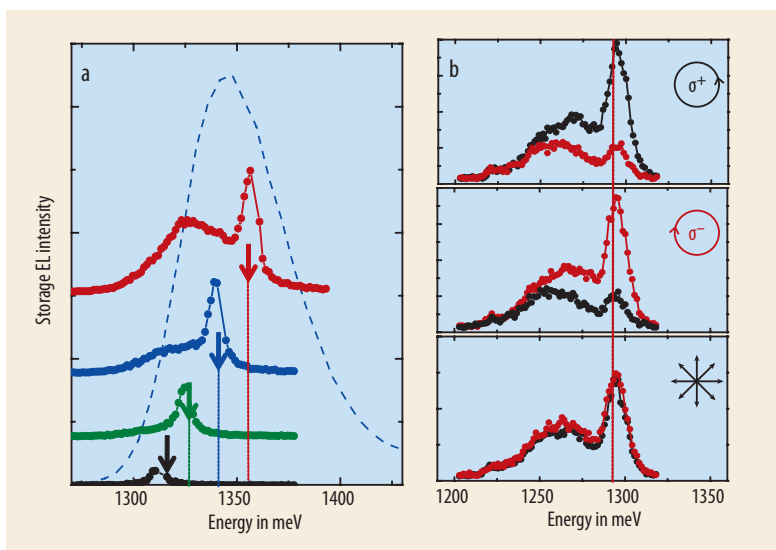 a
Storage EL intensity
1300
1350
1400
Energy in meV
b
σ+
σ−
1200
1250
1300
1350
Energy in meV